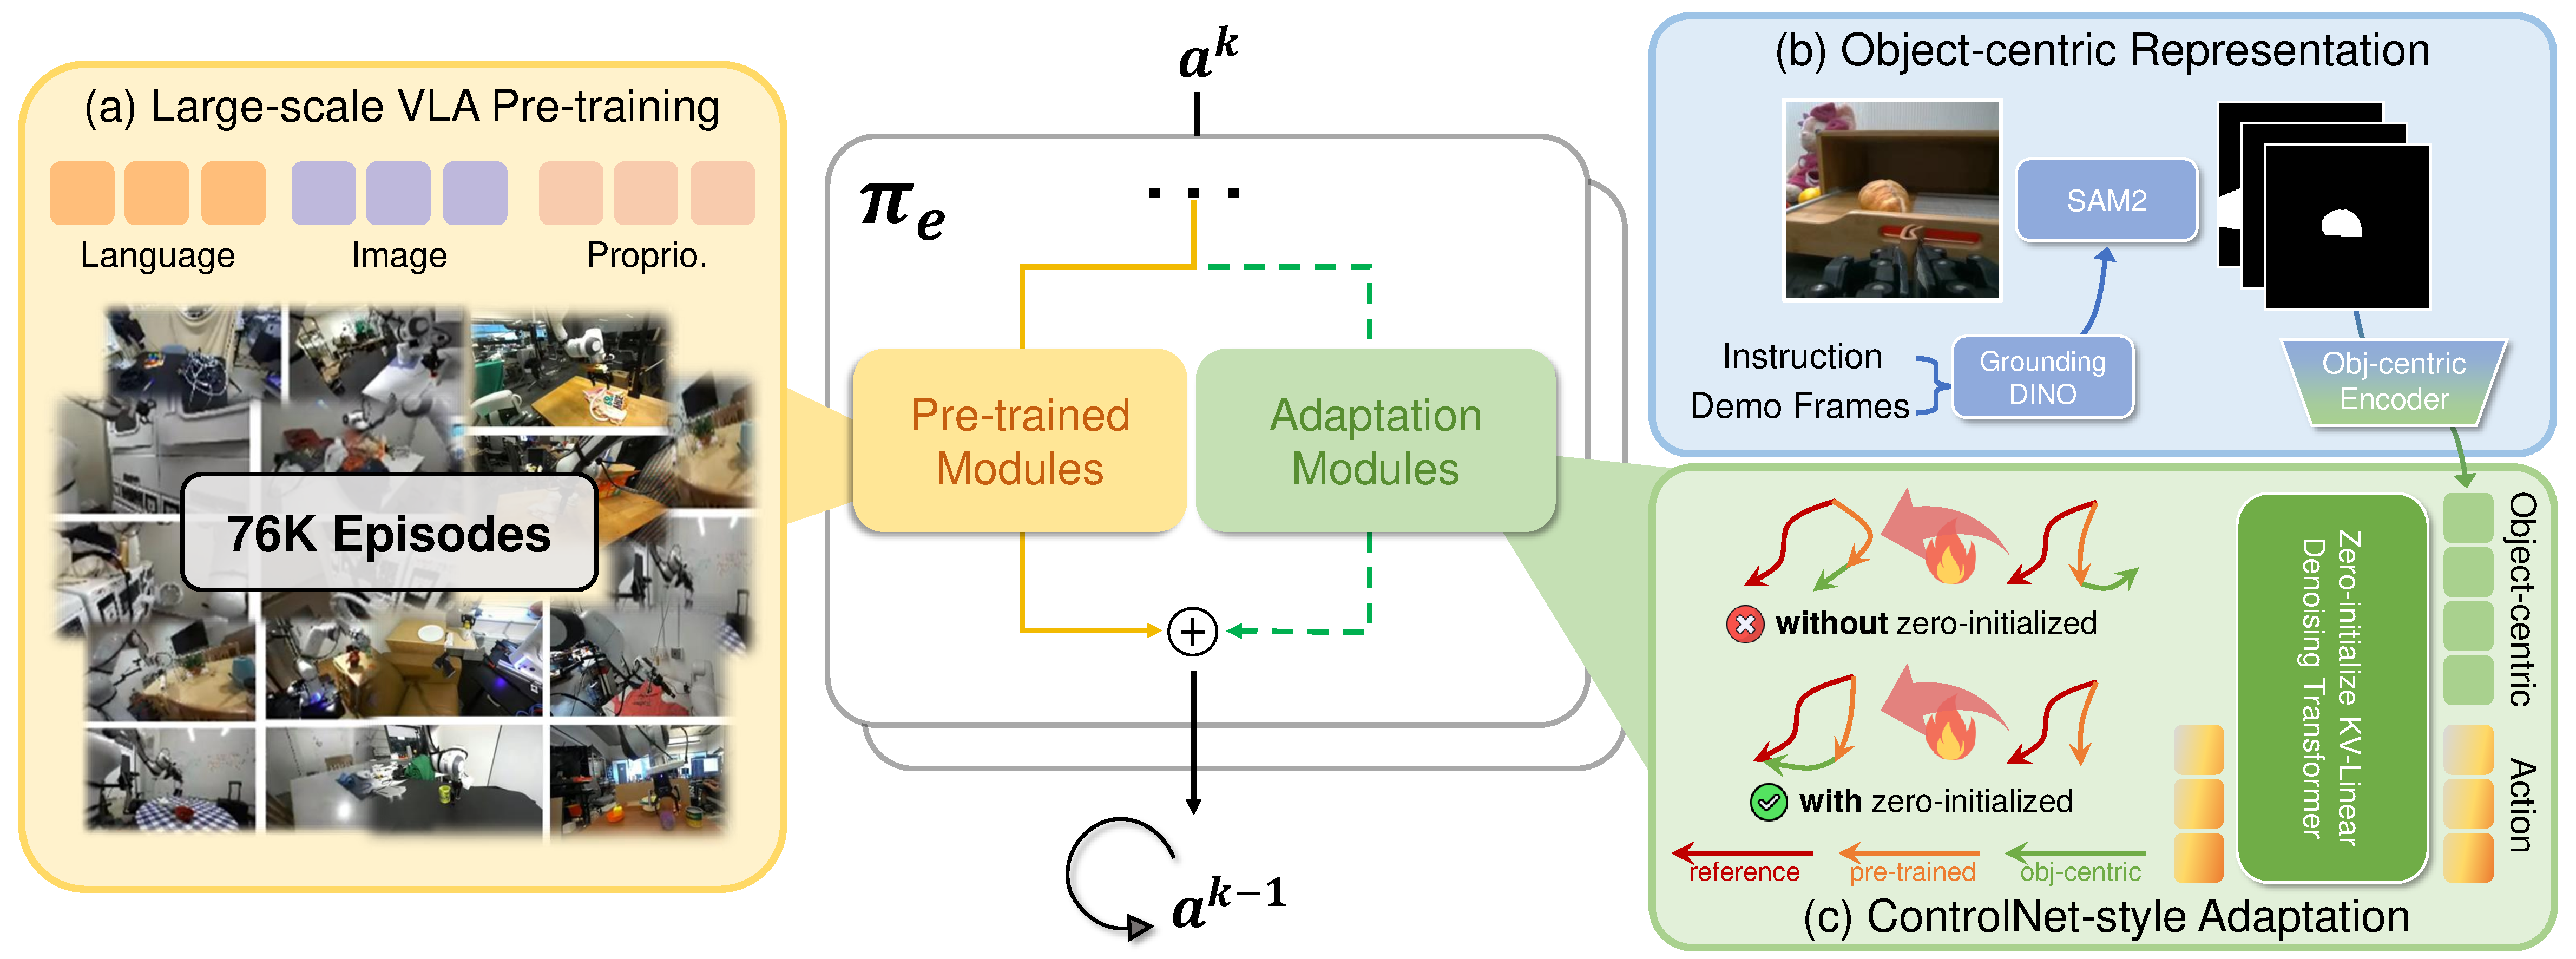 (a) Large-scale VLA Pre-training
Language
Image
Proprio.
76K Episodes
a^k
π_e
. . .
Pre-trained
Modules
Adaptation
Modules
+
a^{k-1}
(b) Object-centric Representation
SAM2
Instruction
Demo Frames
Grounding
DINO
Obj-centric
Encoder
without zero-initialized
with zero-initialized
reference
pre-trained
obj-centric
Zero-initialize KV-Linear
Denoising Transformer
Object-centric
Action
(c) ControlNet-style Adaptation